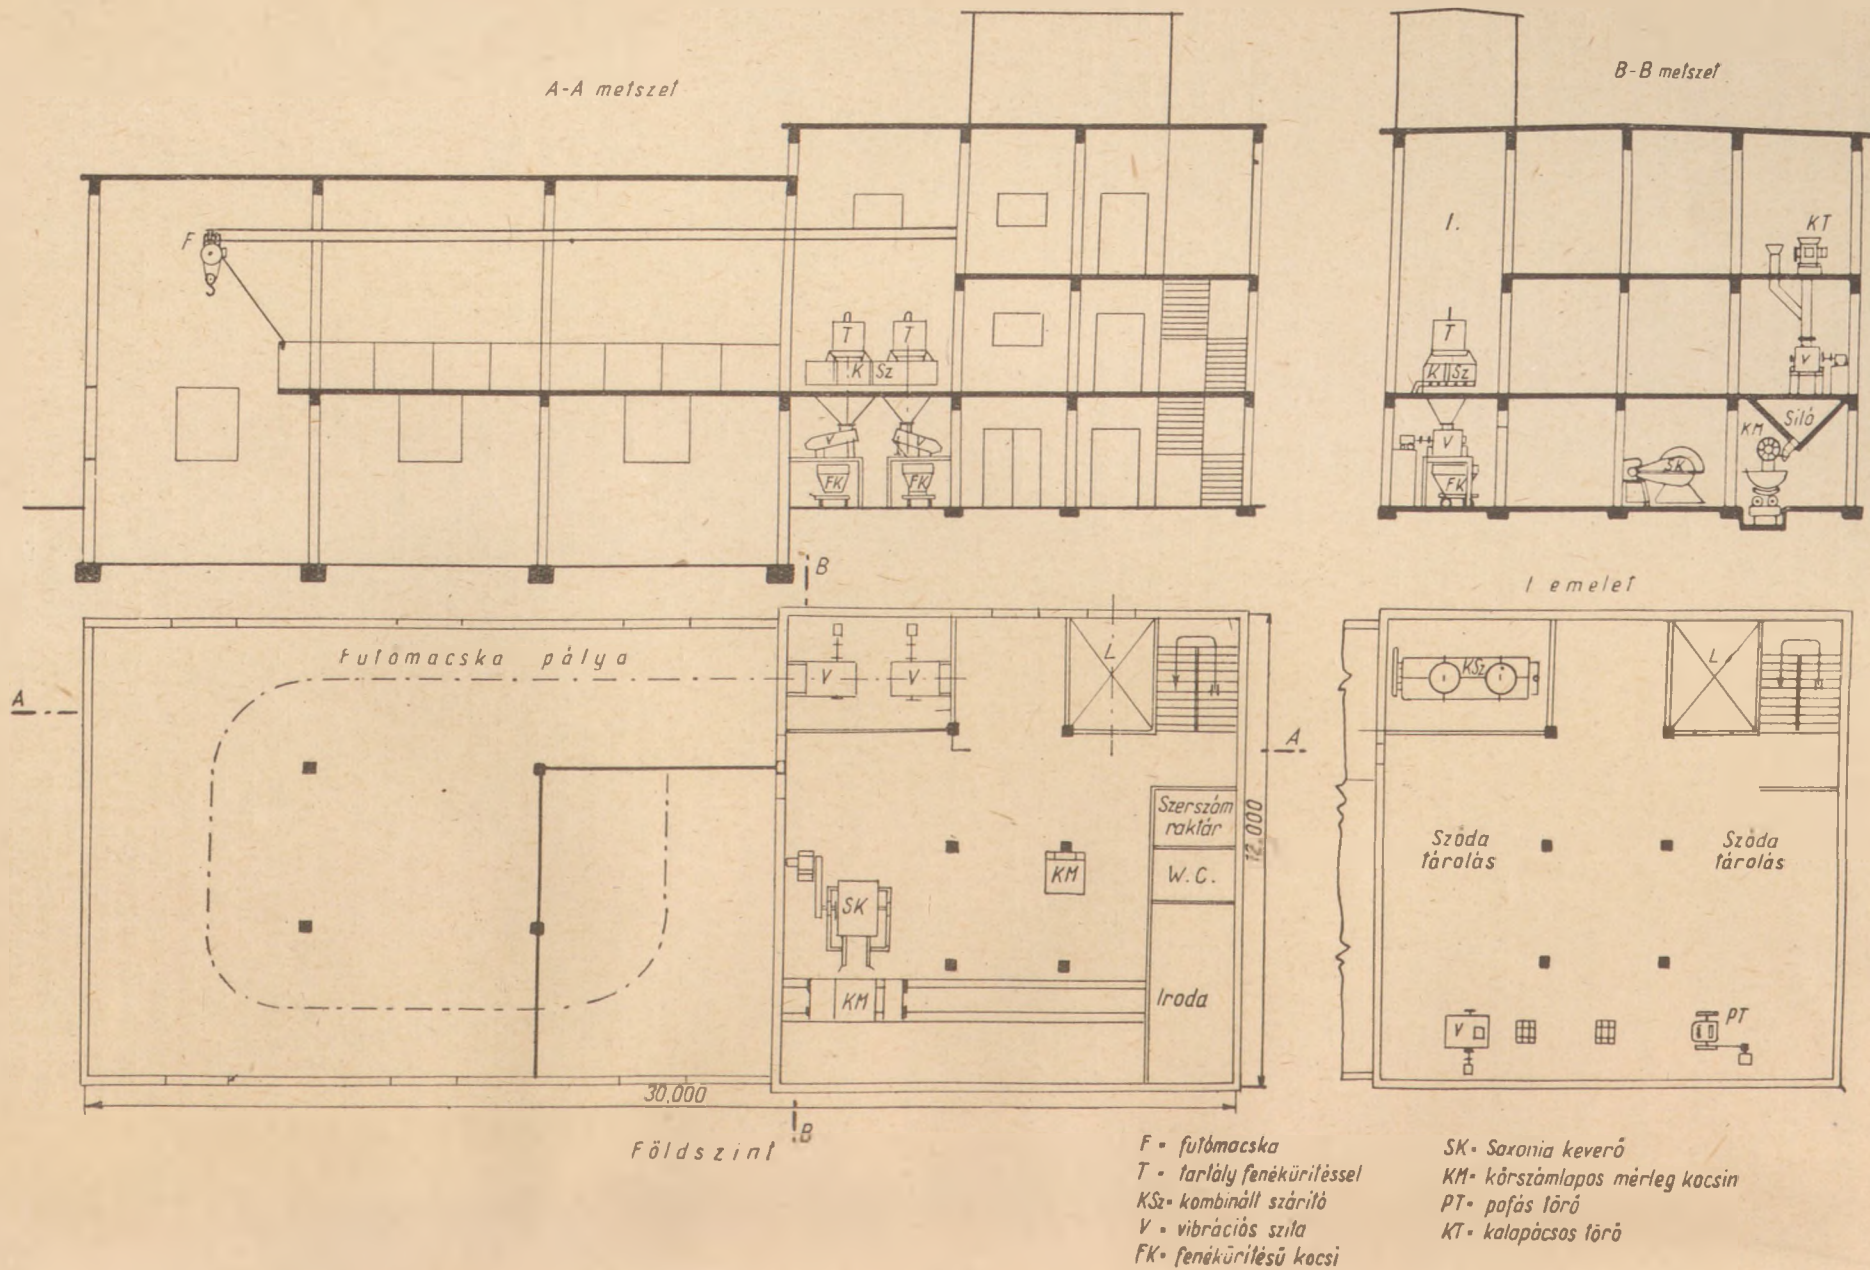 A-A metszet
B-B metszet
F
T
T
K Sz
V
V
FK
FK
I.
KT
T
K Sz
V
V
Siló
KM
SK
FK
B
I emelet
Futómacska pálya
V
V
L
A
A
Szerszám
raktár
12.000
W.C.
KM
SK
KM
Iroda
KSz
L
Szóda
tárolás
Szóda
tárolás
V
PT
30.000
B
Földszint
F = futómacska
T = tartály fenékürítéssel
KSz= kombinált szárító
V = vibrációs szita
FK= fenékürítésű kocsi
SK= Saxonia keverő
KM= körszámlapos mérleg kocsin
PT= pofás törő
KT= kalapácsos törő